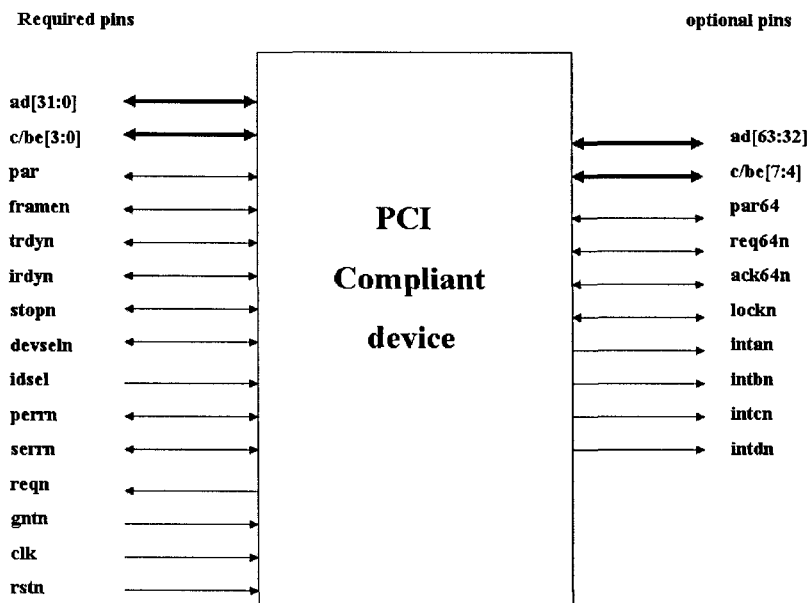 Required pins
optional pins
ad[31:0]
c/be[3:0]
par
framen
trdyn
irdyn
stopn
devseln
idsel
perrn
serrn
reqn
gntn
clk
rstn
PCI
Compliant
device
ad[63:32]
c/be[7:4]
par64
req64n
ack64n
lockn
intan
intbn
intcn
intdn